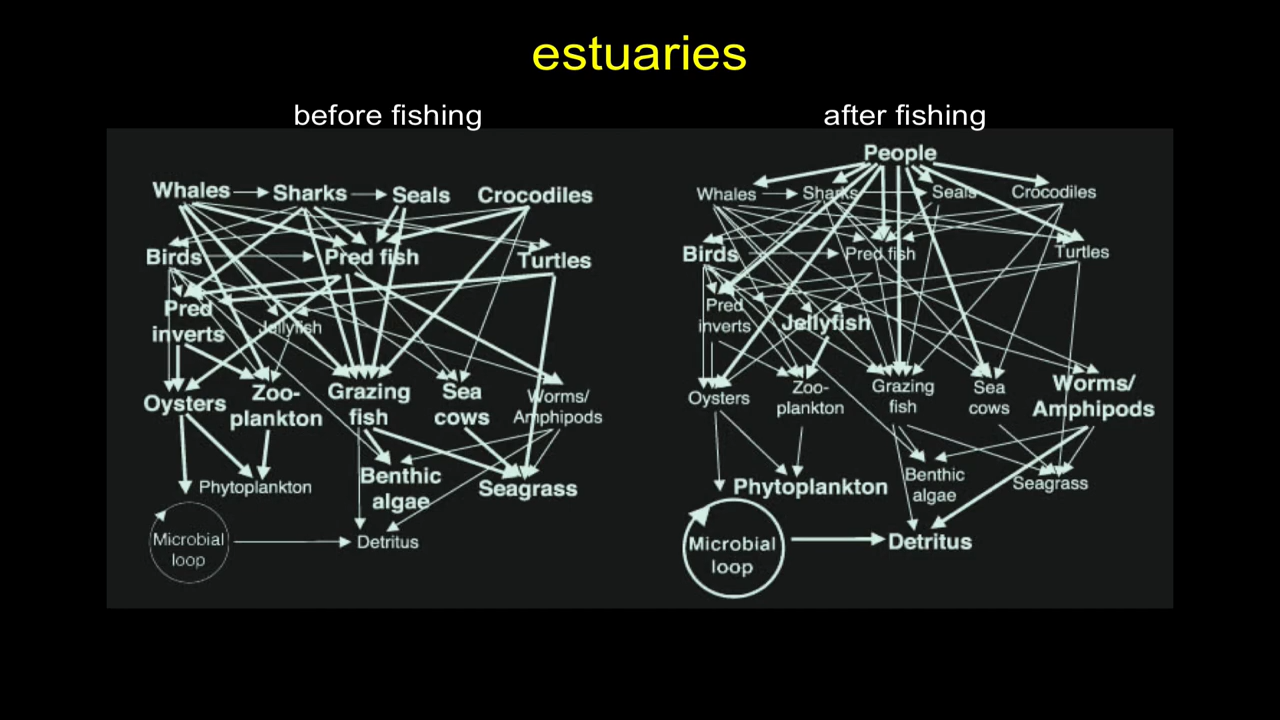 estuaries
before fishing
after fishing
Whales Sharks Seals Crocodiles
Birds Pred fish Turtles
Pred
inverts
Jellyfish
Oysters
Zoo-
plankton
Grazing
fish
Sea
cows
Worms/
Amphipods
Phytoplankton
Benthic
algae
Seagrass
Microbial
loop
Detritus
People
Whales Sharks Seals Crocodiles
Birds Pred fish Turtles
Pred
inverts
Jellyfish
Oysters
Zoo-
plankton
Grazing
fish
Sea
cows
Worms/
Amphipods
Phytoplankton
Benthic
algae
Seagrass
Microbial
loop
Detritus